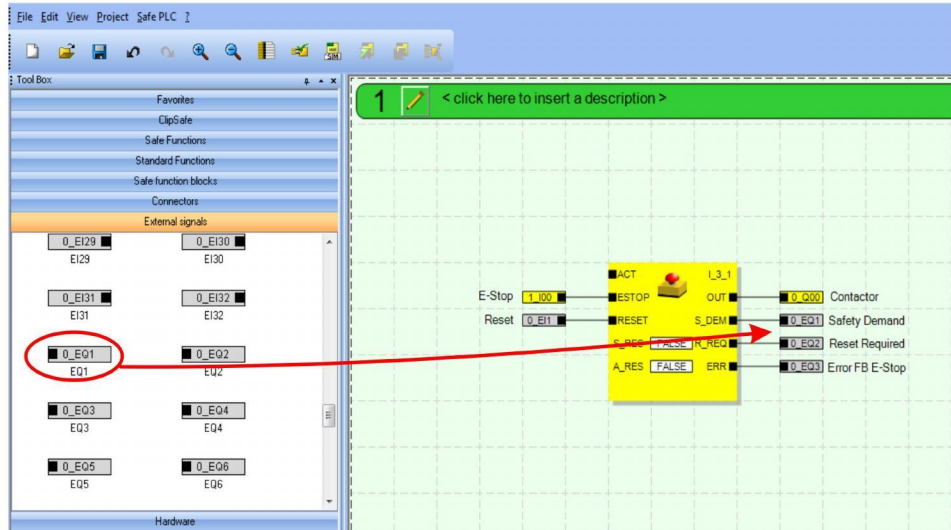 File Edit View Project Safe PLC ?
SIM
Tool Box
Favorites
ClipSafe
Safe Functions
Standard Functions
Safe function blocks
Connectors
External signals
0_EI29 0_EI30
EI29 EI30
0_EI31 0_EI32
EI31 EI32
0_EQ1 0_EQ2
EQ1 EQ2
0_EQ3 0_EQ4
EQ3 EQ4
0_EQ5 0_EQ6
EQ5 EQ6
Hardware
1 < click here to insert a description >
ACT I_3_1
E-Stop 1_I00 ESTOP OUT 0_Q00 Contactor
Reset 0_EI1 RESET S_DEM 0_EQ1 Safety Demand
S_RES FALSE R_REQ 0_EQ2 Reset Required
A_RES FALSE ERR 0_EQ3 Error FB E-Stop